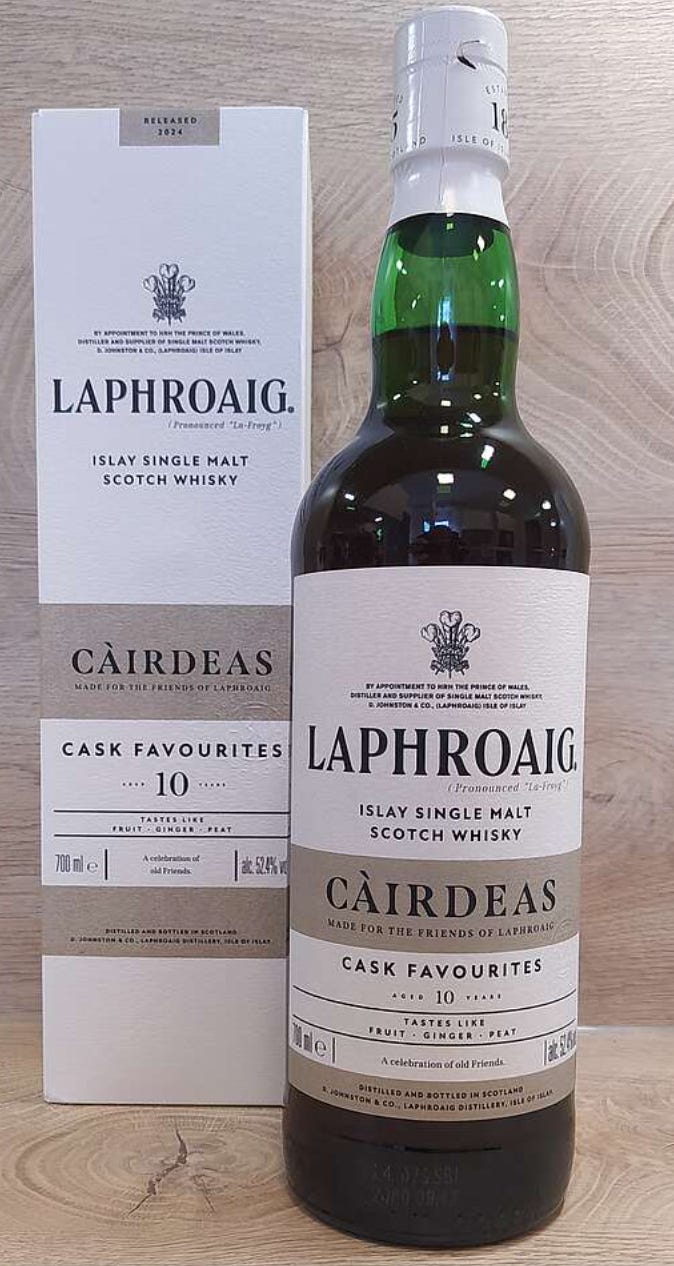 RELEASED
2024
BY APPOINTMENT TO HRH THE PRINCE OF WALES,
DISTILLER AND SUPPLIER OF SINGLE MALT SCOTCH WHISKY,
D. JOHNSTON & CO., (LAPHROAIG) ISLE OF ISLAY
LAPHROAIG.
(Pronounced "La-Froyg")
ISLAY SINGLE MALT
SCOTCH WHISKY
CÀIRDEAS
MADE FOR THE FRIENDS OF LAPHROAIG
CASK FAVOURITES
AGED 10 YEARS
TASTES LIKE
FRUIT · GINGER · PEAT
700 ml e
A celebration of
old Friends.
alc. 52.4% vo
DISTILLED AND BOTTLED IN SCOTLAND
D. JOHNSTON & CO., LAPHROAIG DISTILLERY, ISLE OF ISLAY.
ISLE OF
BY APPOINTMENT TO HRH THE PRINCE OF WALES,
DISTILLER AND SUPPLIER OF SINGLE MALT SCOTCH WHISKY,
D. JOHNSTON & CO., (LAPHROAIG) ISLE OF ISLAY
LAPHROAIG.
(Pronounced "La-Froyg")
ISLAY SINGLE MALT
SCOTCH WHISKY
CÀIRDEAS
MADE FOR THE FRIENDS OF LAPHROAIG
CASK FAVOURITES
AGED 10 YEARS
TASTES LIKE
FRUIT · GINGER · PEAT
700 ml e
A celebration of old Friends.
alc. 52.4%
DISTILLED AND BOTTLED IN SCOTLAND
D. JOHNSTON & CO., LAPHROAIG DISTILLERY, ISLE OF ISLAY.